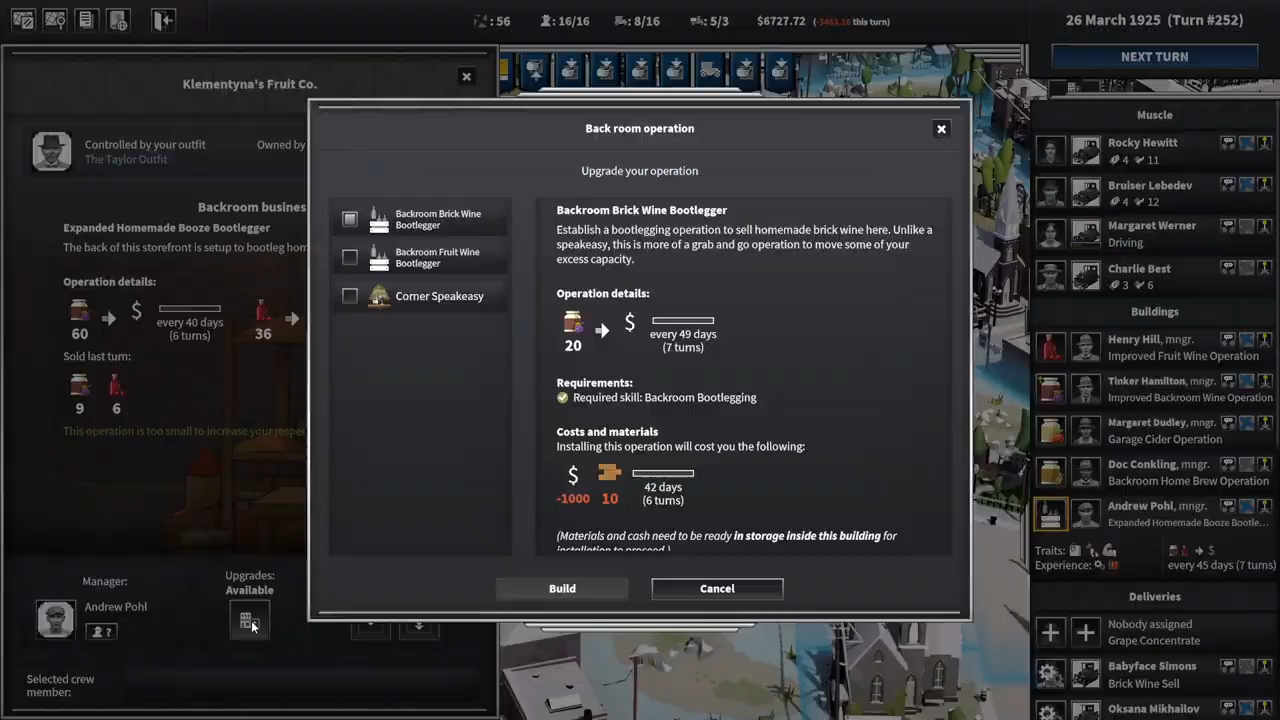 : 56
: 16/16
: 8/16
: 5/3
$6727.72 (-$463.16 this turn)
26 March 1925 (Turn #252)
NEXT TURN
Klementyna's Fruit Co.
Controlled by your outfit
Owned by
The Taylor Outfit
Backroom busines
Expanded Homemade Booze Bootlegger
The back of this storefront is setup to bootleg hom
Operation details:
$
every 40 days
(6 turns)
60
36
Sold last turn:
9
6
This operation is too small to increase your respe
Manager:
Andrew Pohl
?
Upgrades:
Available
Selected crew
member:
Back room operation
Upgrade your operation
Backroom Brick Wine
Bootlegger
Backroom Fruit Wine
Bootlegger
Corner Speakeasy
Backroom Brick Wine Bootlegger
Establish a bootlegging operation to sell homemade brick wine here. Unlike a
speakeasy, this is more of a grab and go operation to move some of your
excess capacity.
Operation details:
$
20
every 49 days
(7 turns)
Requirements:
Required skill: Backroom Bootlegging
Costs and materials
Installing this operation will cost you the following:
$
-1000
10
42 days
(6 turns)
(Materials and cash need to be ready in storage inside this building for
installation to proceed.)
Build
Cancel
Muscle
Rocky Hewitt
4
11
Bruiser Lebedev
4
12
Margaret Werner
Driving
Charlie Best
3
6
Buildings
Henry Hill, mngr.
Improved Fruit Wine Operation
Tinker Hamilton, mngr.
Improved Backroom Wine Operation
Margaret Dudley, mngr.
Garage Cider Operation
Doc Conkling, mngr.
Backroom Home Brew Operation
Andrew Pohl, mngr.
Expanded Homemade Booze Bootle...
Traits:
Experience:
$
every 45 days (7 turns)
Deliveries
Nobody assigned
Grape Concentrate
Babyface Simons
Brick Wine Sell
Oksana Mikhailov